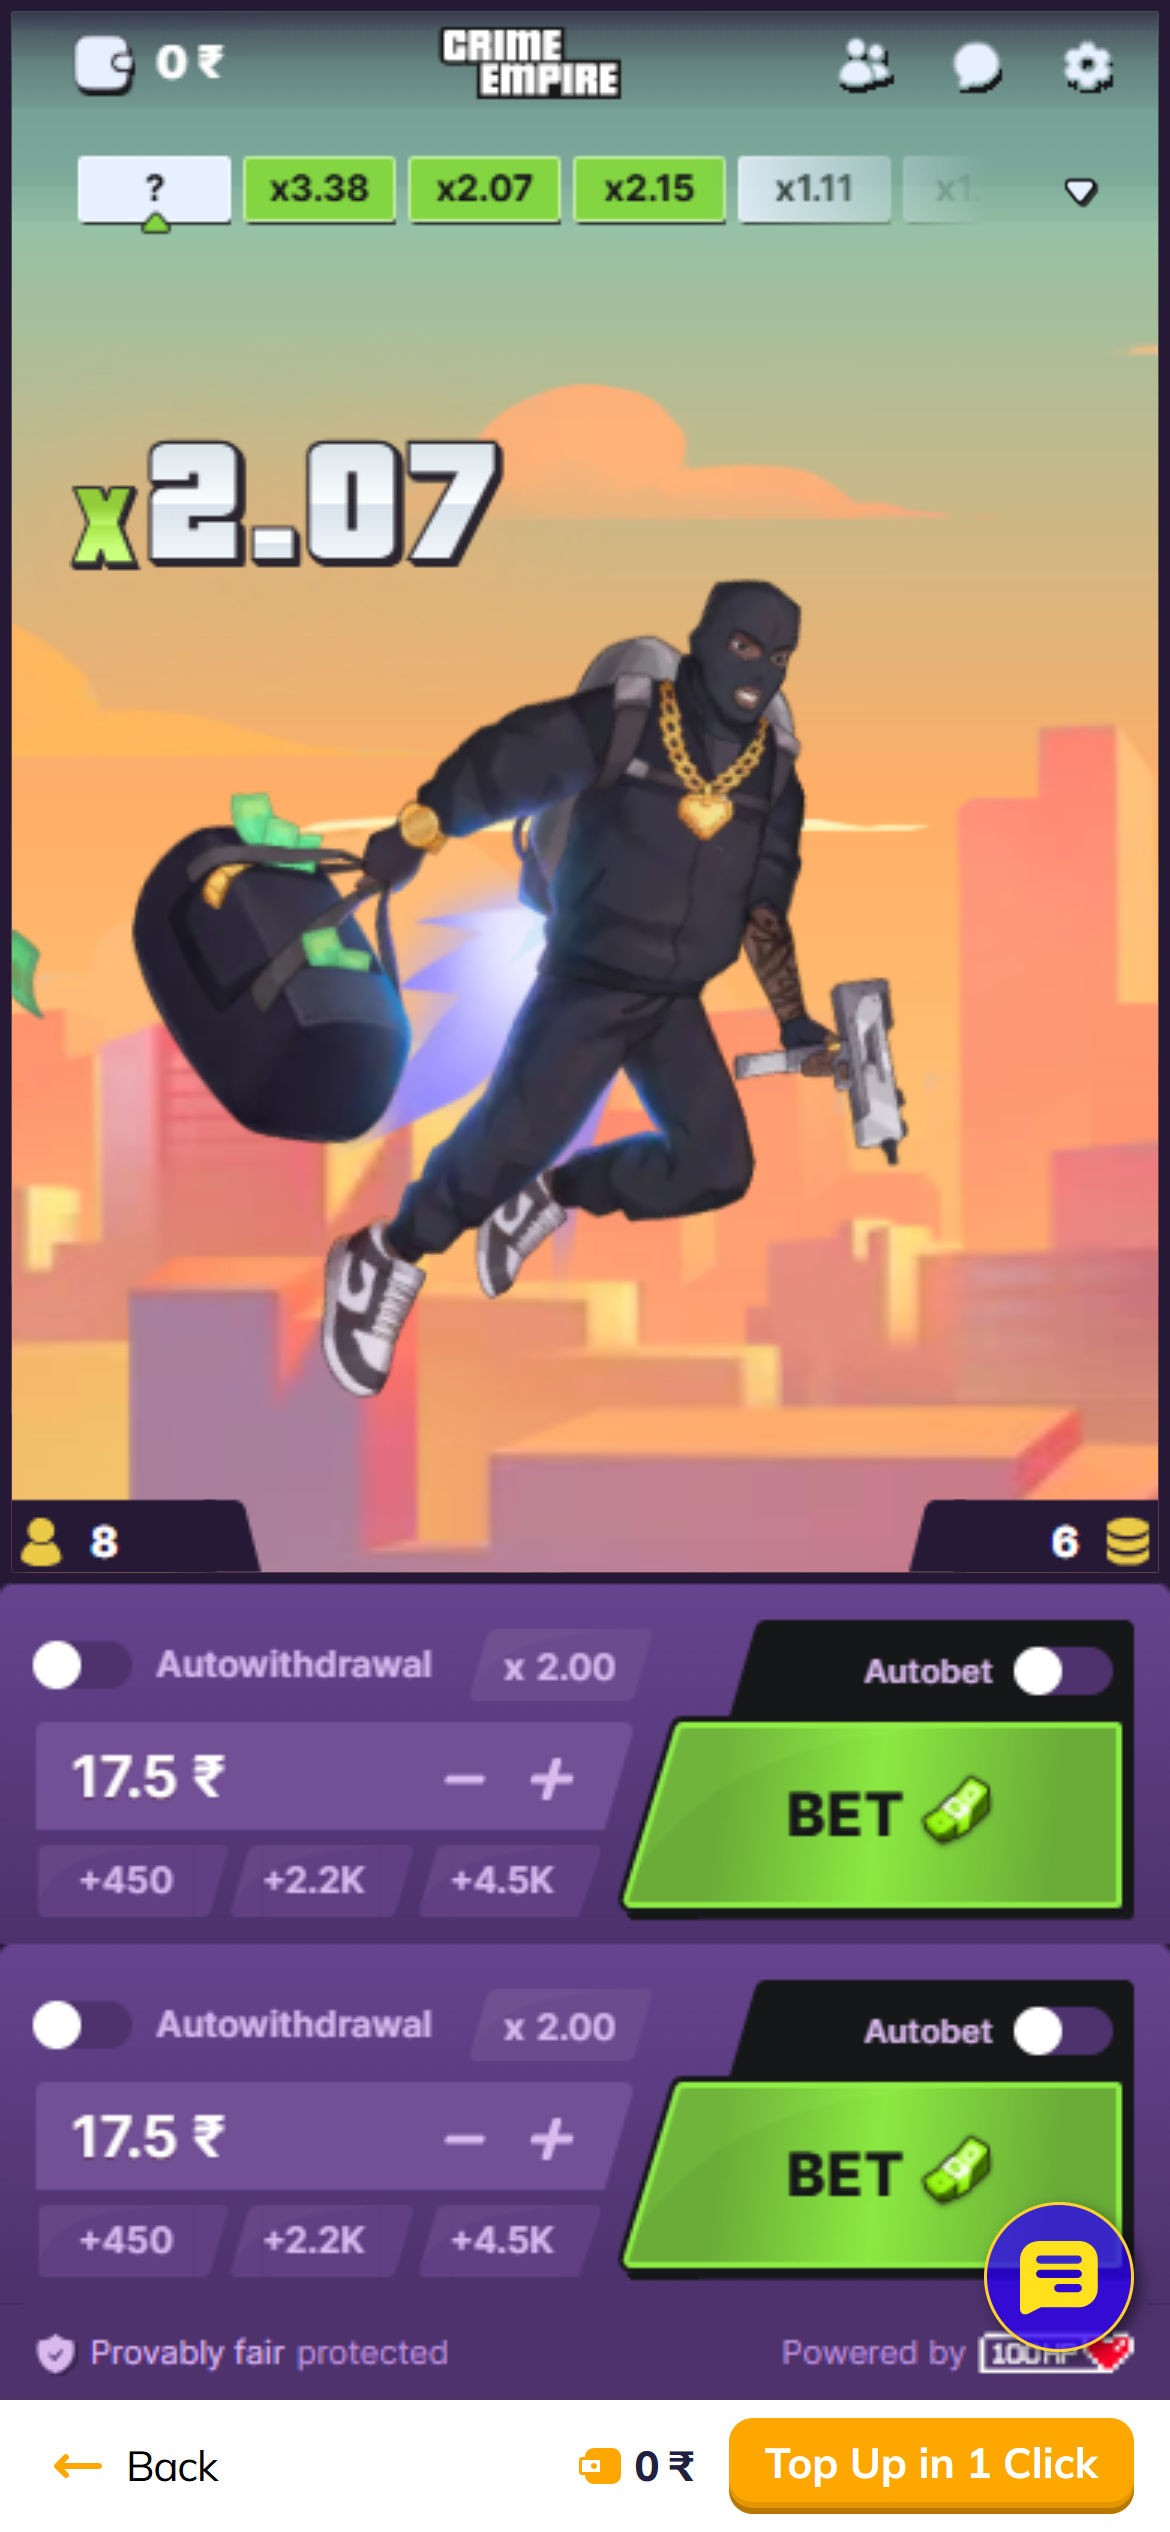 0 ₹
CRIME
EMPIRE
?
x3.38
x2.07
x2.15
x1.11
x1.
x2.07
8
6
Autowithdrawal
x 2.00
Autobet
17.5 ₹
− +
BET
+450
+2.2K
+4.5K
Autowithdrawal
x 2.00
Autobet
17.5 ₹
− +
BET
+450
+2.2K
+4.5K
Provably fair protected
Powered by
100HP
Back
0 ₹
Top Up in 1 Click